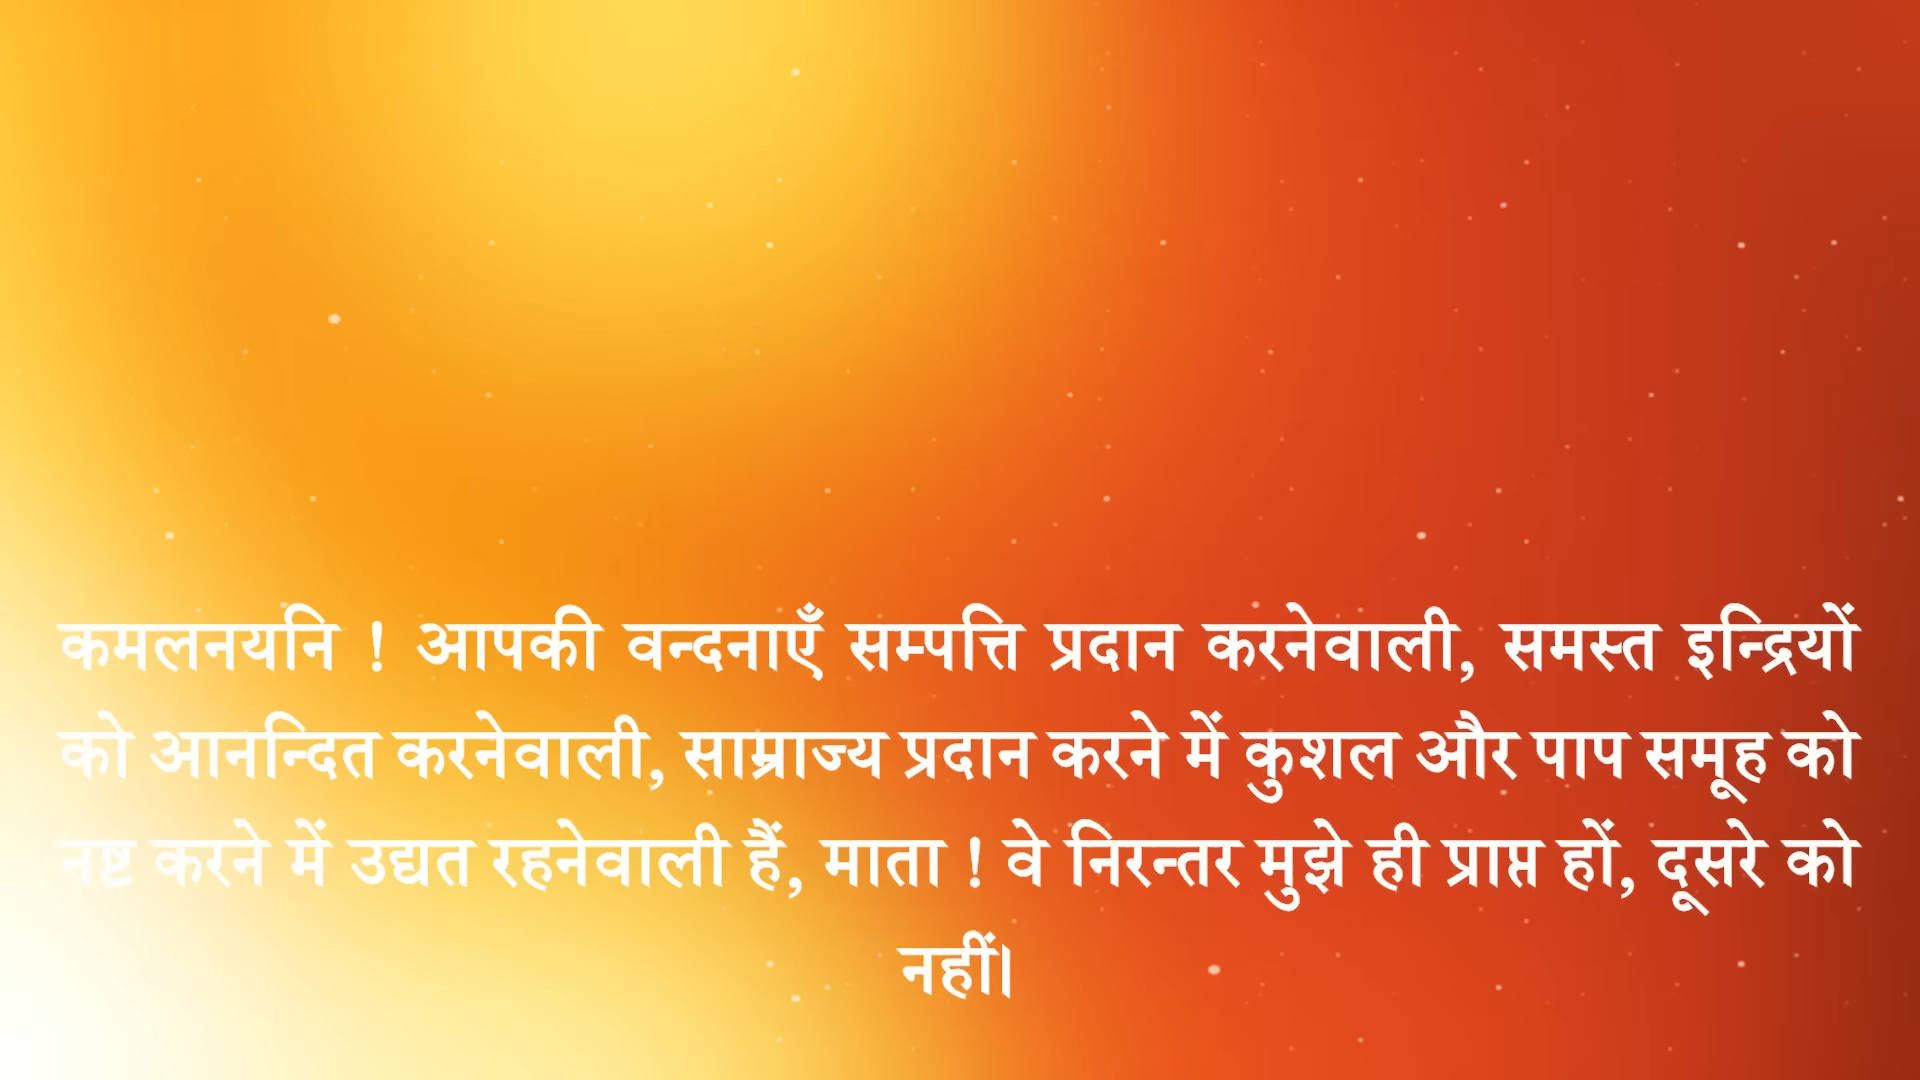 कमलनयनि ! आपकी वन्दनाएँ सम्पत्ति प्रदान करनेवाली, समस्त इन्द्रियों
को आनन्दित करनेवाली, साम्राज्य प्रदान करने में कुशल और पाप समूह को
नष्ट करने में उद्यत रहनेवाली हैं, माता ! वे निरन्तर मुझे ही प्राप्त हों, दूसरे को
नहीं।